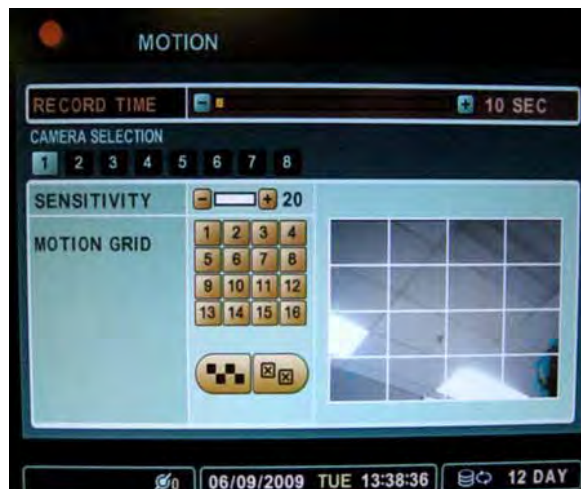 MOTION
RECORD TIME 10 SEC
CAMERA SELECTION
1 2 3 4 5 6 7 8
SENSITIVITY - + 20
MOTION GRID
1 2 3 4
5 6 7 8
9 10 11 12
13 14 15 16
0 06/09/2009 TUE 13:38:36 12 DAY